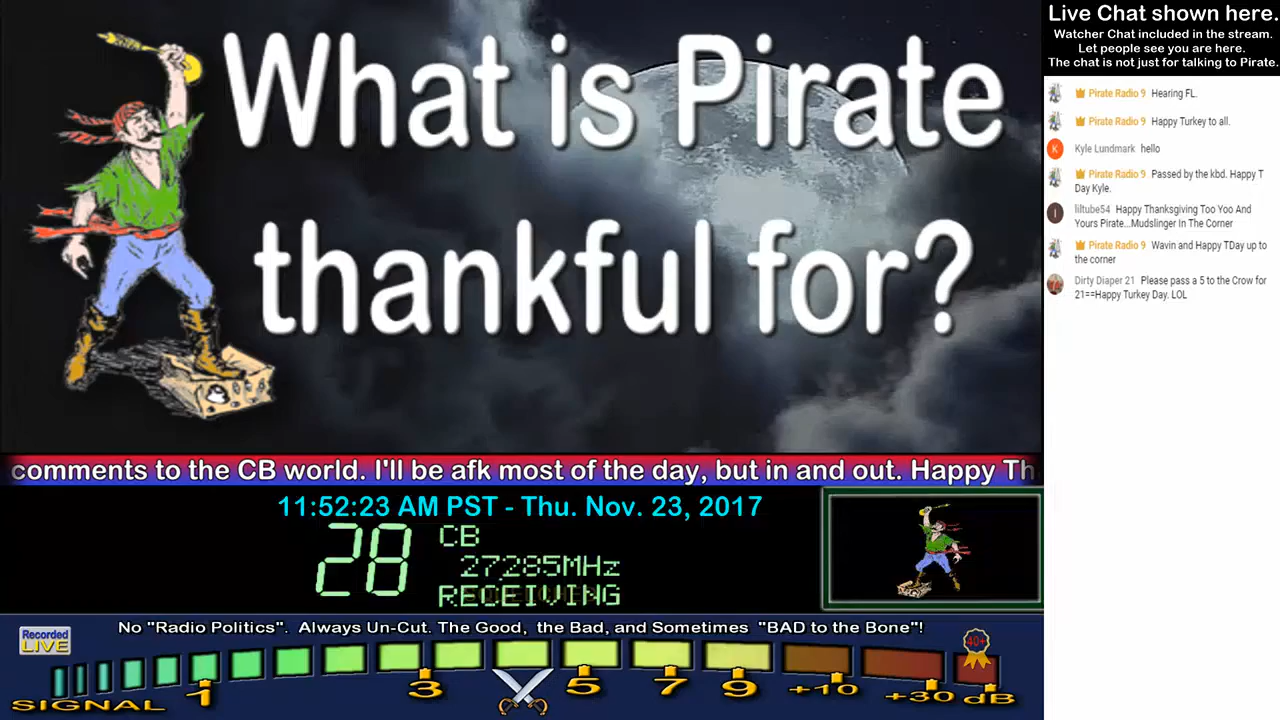 What is Pirate
thankful for?
comments to the CB world. I'll be afk most of the day, but in and out. Happy Th
11:52:23 AM PST - Thu. Nov. 23, 2017
28
CB
27.285MHz
RECEIVING
No "Radio Politics". Always Un-Cut. The Good, the Bad, and Sometimes "BAD to the Bone"!
Recorded
LIVE
40+
SIGNAL 1 3 5 7 9 +10 +30 dB
Live Chat shown here.
Watcher Chat included in the stream.
Let people see you are here.
The chat is not just for talking to Pirate.
Pirate Radio 9 Hearing FL.
Pirate Radio 9 Happy Turkey to all.
K Kyle Lundmark hello
Pirate Radio 9 Passed by the kbd. Happy T
Day Kyle.
l liltube54 Happy Thanksgiving Too Yoo And
Yours Pirate...Mudslinger In The Corner
Pirate Radio 9 Wavin and Happy TDay up to
the corner
Dirty Diaper 21 Please pass a 5 to the Crow for
21==Happy Turkey Day. LOL